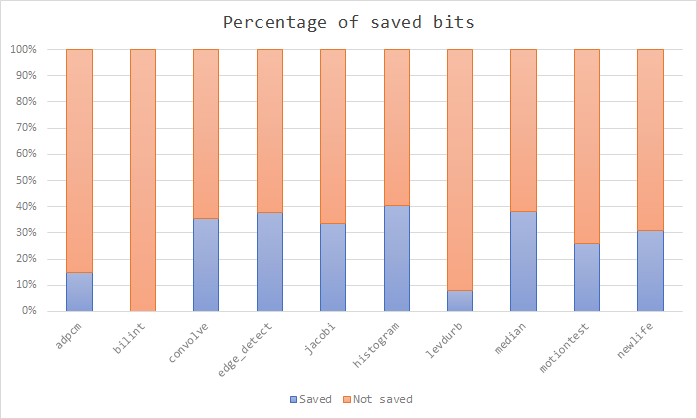 Percentage of saved bits
100%
90%
80%
70%
60%
50%
40%
30%
20%
10%
0%
adpcm
bilint
convolve
edge_detect
jacobi
histogram
levdurb
median
motiontest
newlife
Saved Not saved